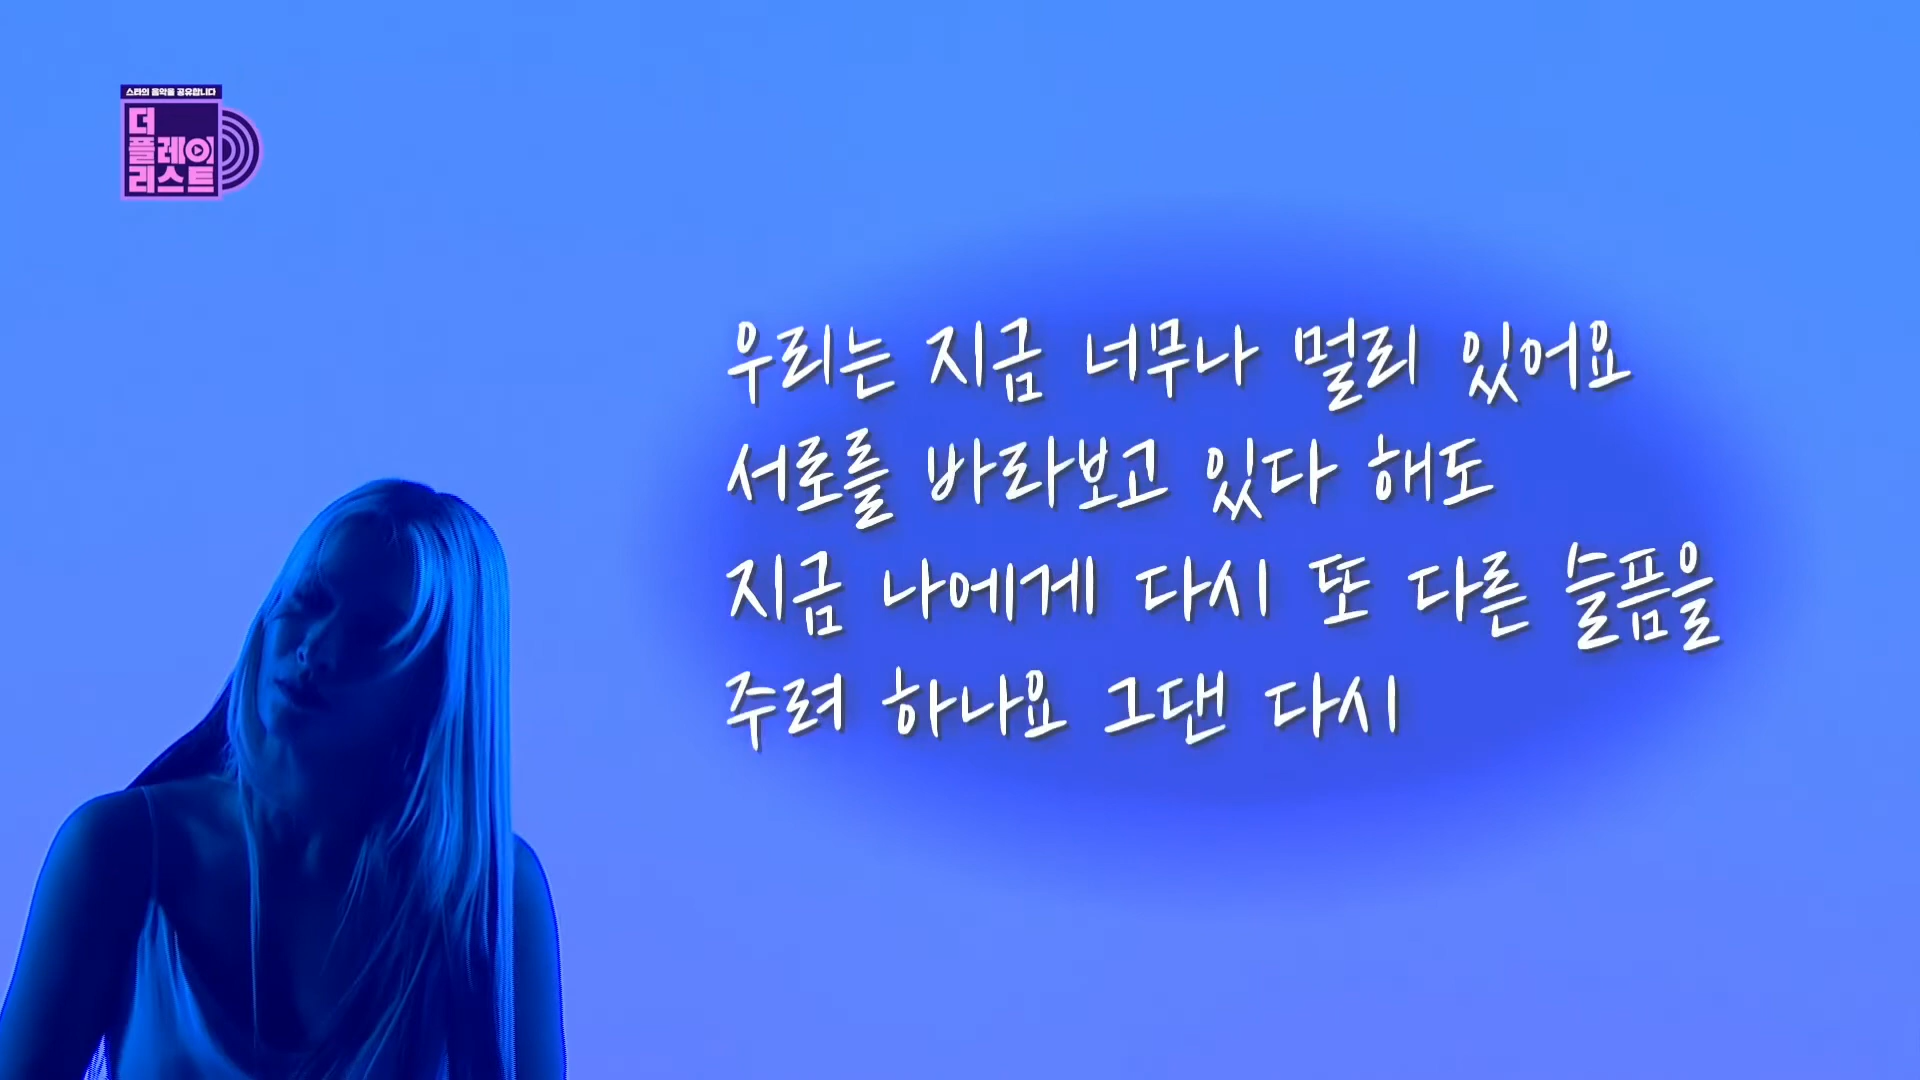 스타의 음악을 공유합니다
더
플레이
리스트
우리는 지금 너무나 멀리 있어요
서로를 바라보고 있다 해도
지금 나에게 다시 또 다른 슬픔을
주려 하나요 그댄 다시